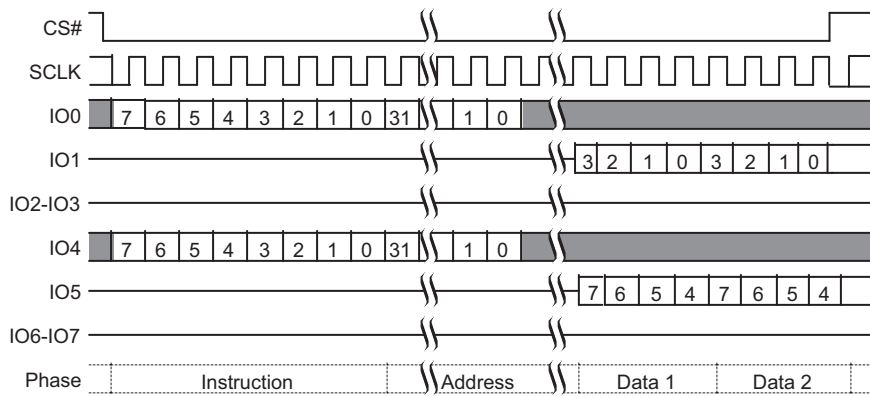 CS#
SCLK
IO0 7 6 5 4 3 2 1 0 31 1 0
IO1 3 2 1 0 3 2 1 0
IO2-IO3
IO4 7 6 5 4 3 2 1 0 31 1 0
IO5 7 6 5 4 7 6 5 4
IO6-IO7
Phase Instruction Address Data 1 Data 2